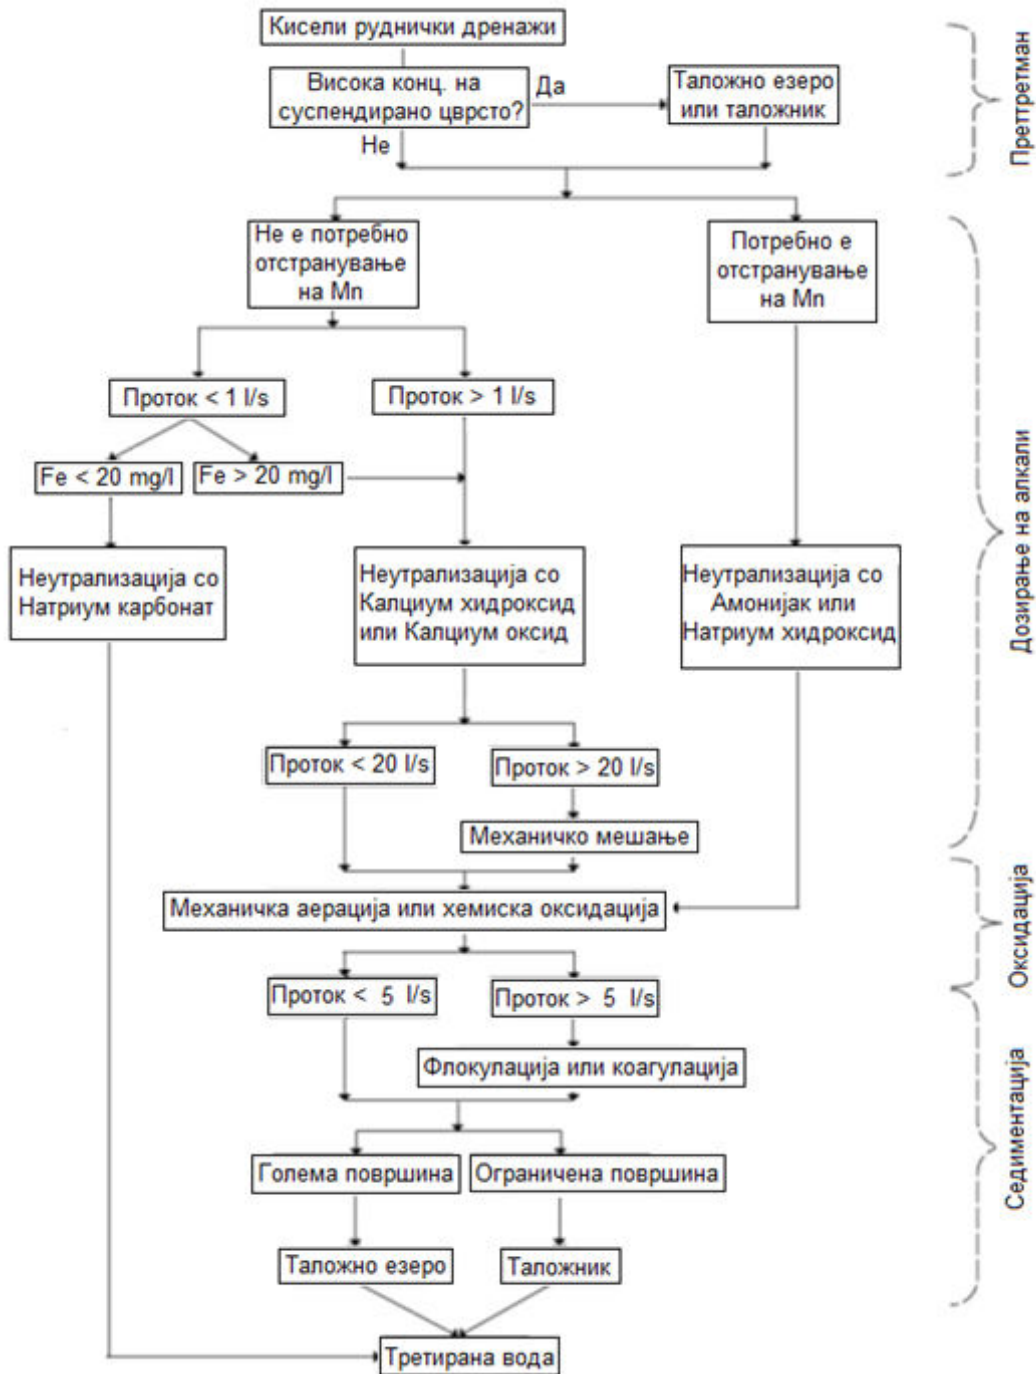 Кисели руднички дренажи
Висока конц. на
суспендирано цврсто?
Да
Таложно езеро
или таложник
Не
Преттретман
Не е потребно
отстранување
на Mn
Потребно е
отстранување
на Mn
Проток < 1 l/s
Проток > 1 l/s
Fe < 20 mg/l
Fe > 20 mg/l
Неутрализација со
Натриум карбонат
Неутрализација со
Калциум хидроксид
или Калциум оксид
Неутрализација со
Амонијак или
Натриум хидроксид
Проток < 20 l/s
Проток > 20 l/s
Механичко мешање
Дозирање на алкали
Механичка аерација или хемиска оксидација
Оксидација
Проток < 5 l/s
Проток > 5 l/s
Флокулација или коагулација
Голема површина
Ограничена површина
Таложно езеро
Таложник
Седиментација
Третирана вода